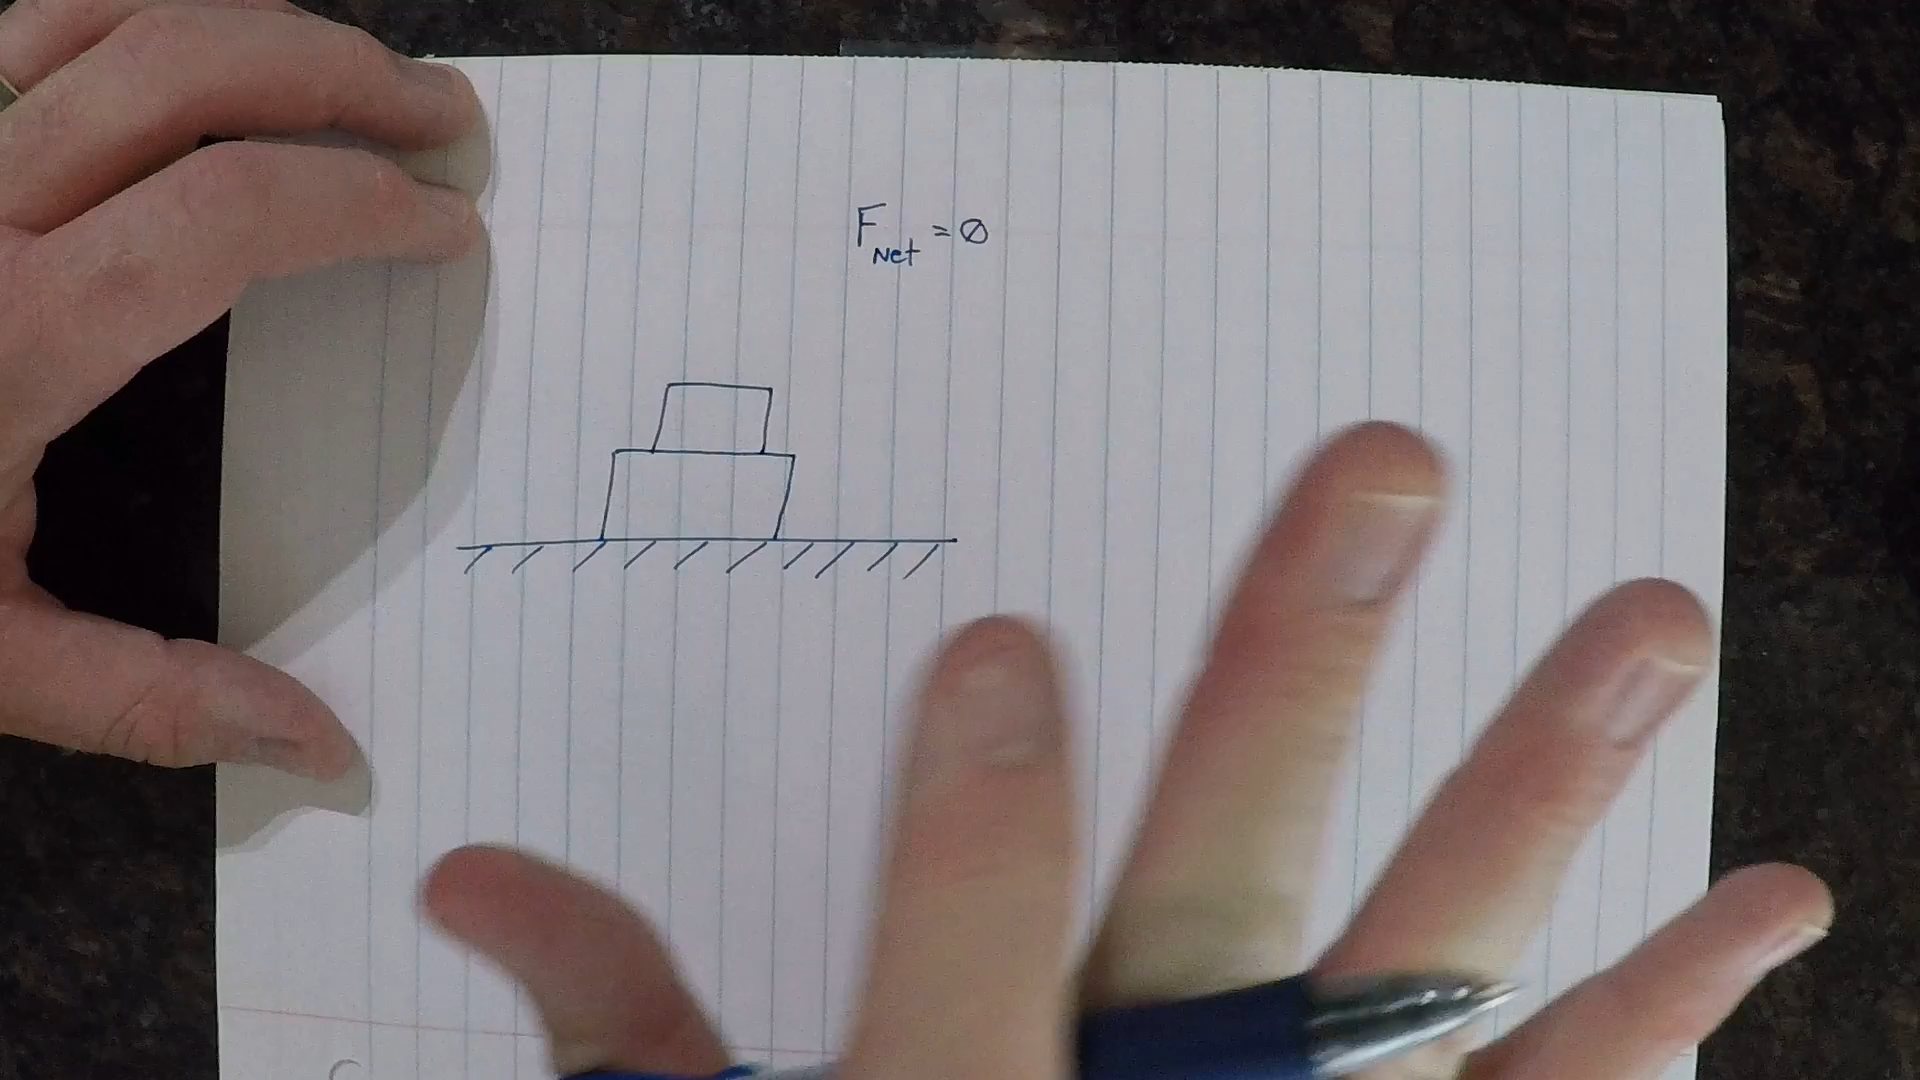 F_Net = ∅